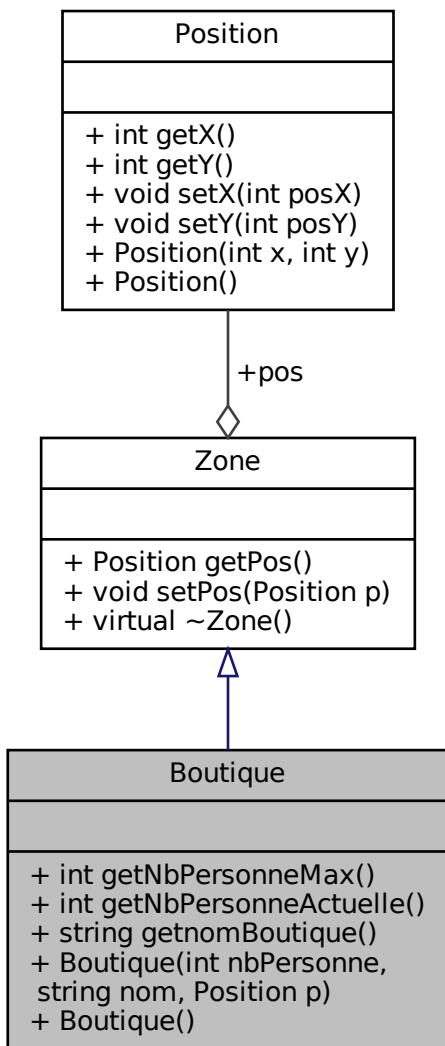 Position
+ int getX()
+ int getY()
+ void setX(int posX)
+ void setY(int posY)
+ Position(int x, int y)
+ Position()
+pos
Zone
+ Position getPos()
+ void setPos(Position p)
+ virtual ~Zone()
Boutique
+ int getNbPersonneMax()
+ int getNbPersonneActuelle()
+ string getnomBoutique()
+ Boutique(int nbPersonne,
string nom, Position p)
+ Boutique()